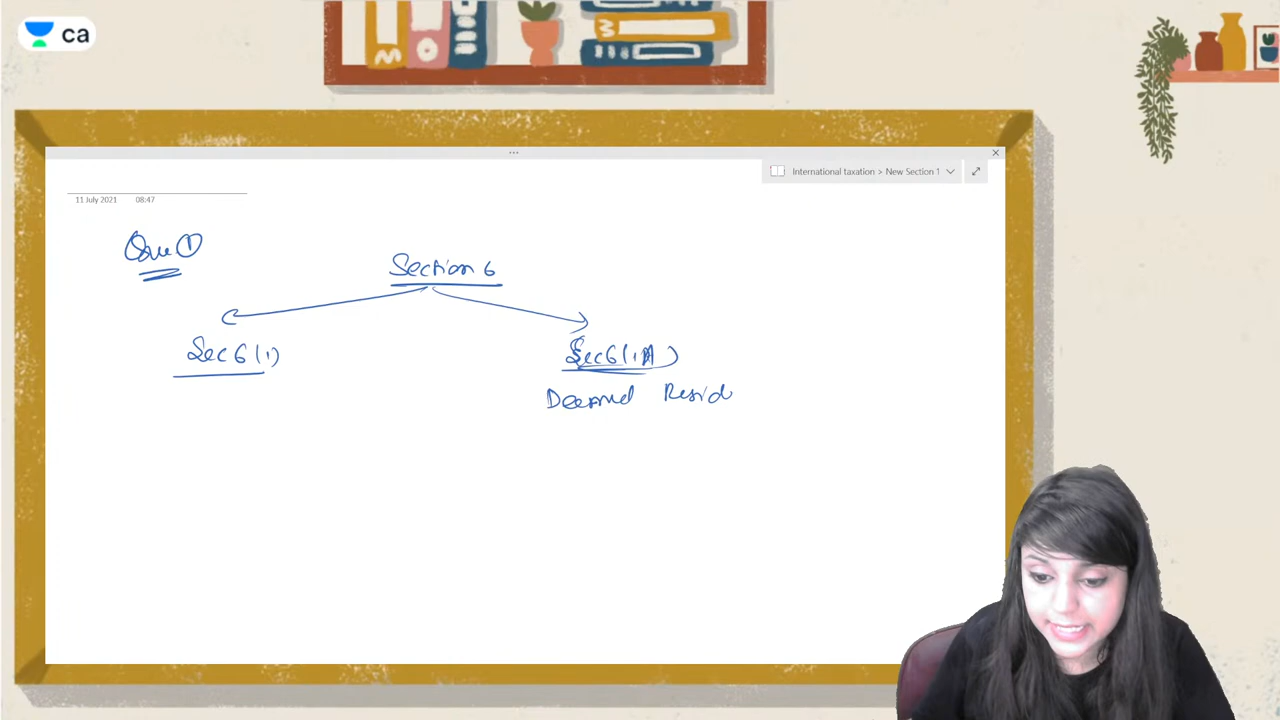 ca
International taxation > New Section 1
11 July 2021 08:47
Que ①
Section 6
Sec 6 (1)
Sec 6 (1A)
Deemed Resid